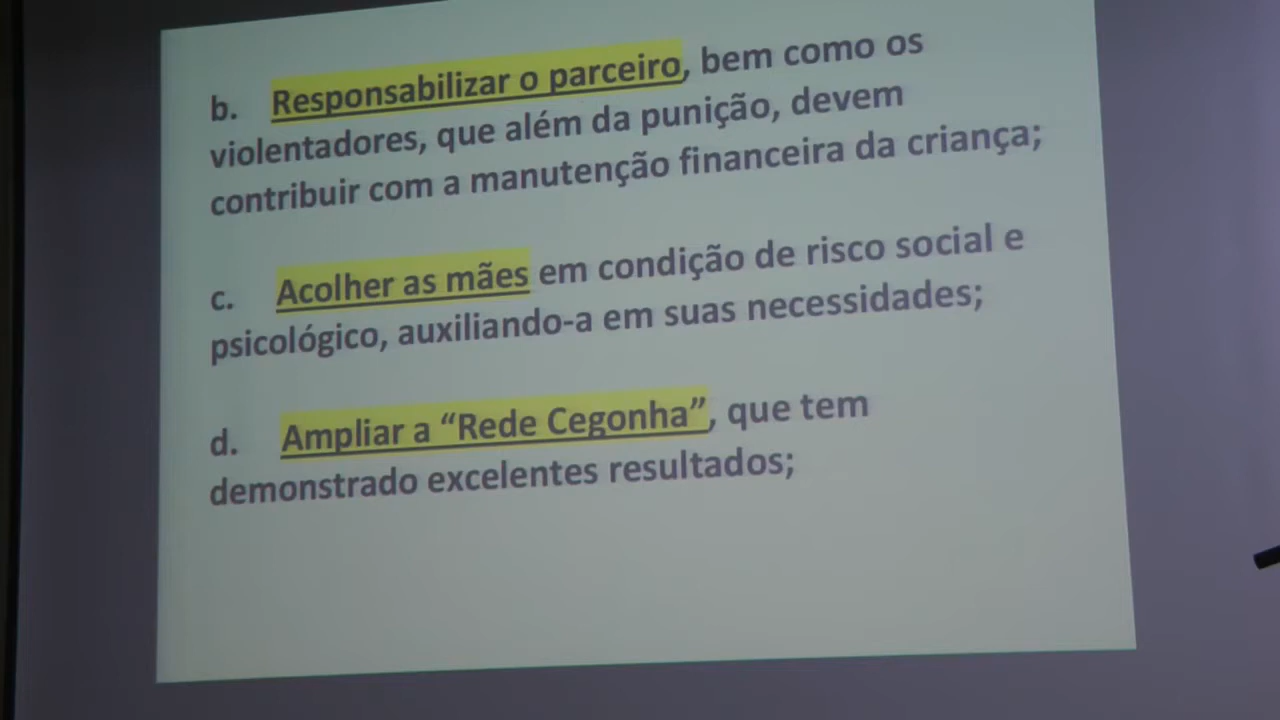 b. Responsabilizar o parceiro, bem como os
violentadores, que além da punição, devem
contribuir com a manutenção financeira da criança;
c. Acolher as mães em condição de risco social e
psicológico, auxiliando-a em suas necessidades;
d. Ampliar a “Rede Cegonha”, que tem
demonstrado excelentes resultados;